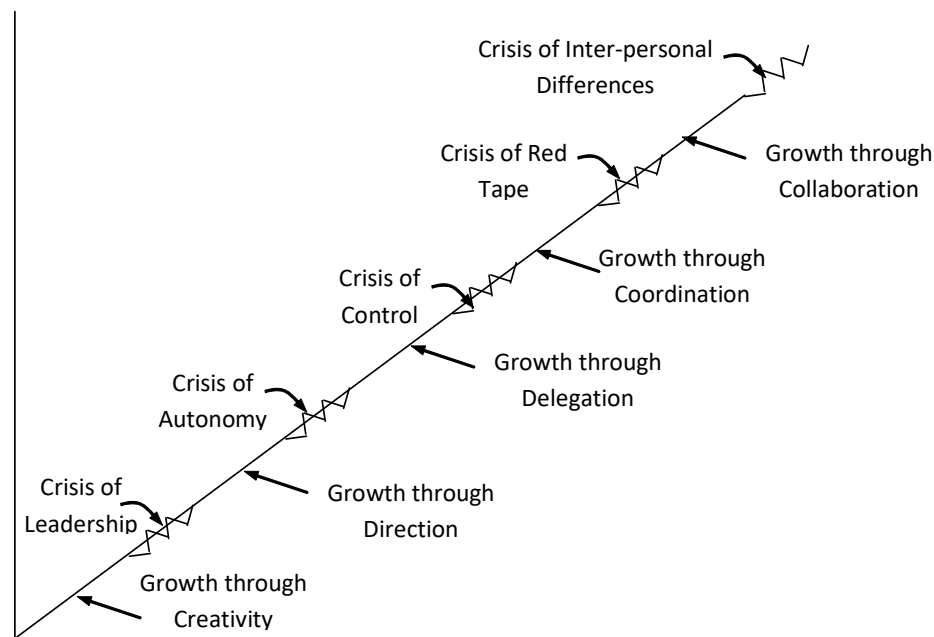 Crisis of Inter-personal
Differences
Crisis of Red
Tape
Growth through
Collaboration
Crisis of
Control
Growth through
Coordination
Crisis of
Autonomy
Growth through
Delegation
Crisis of
Leadership
Growth through
Direction
Growth through
Creativity